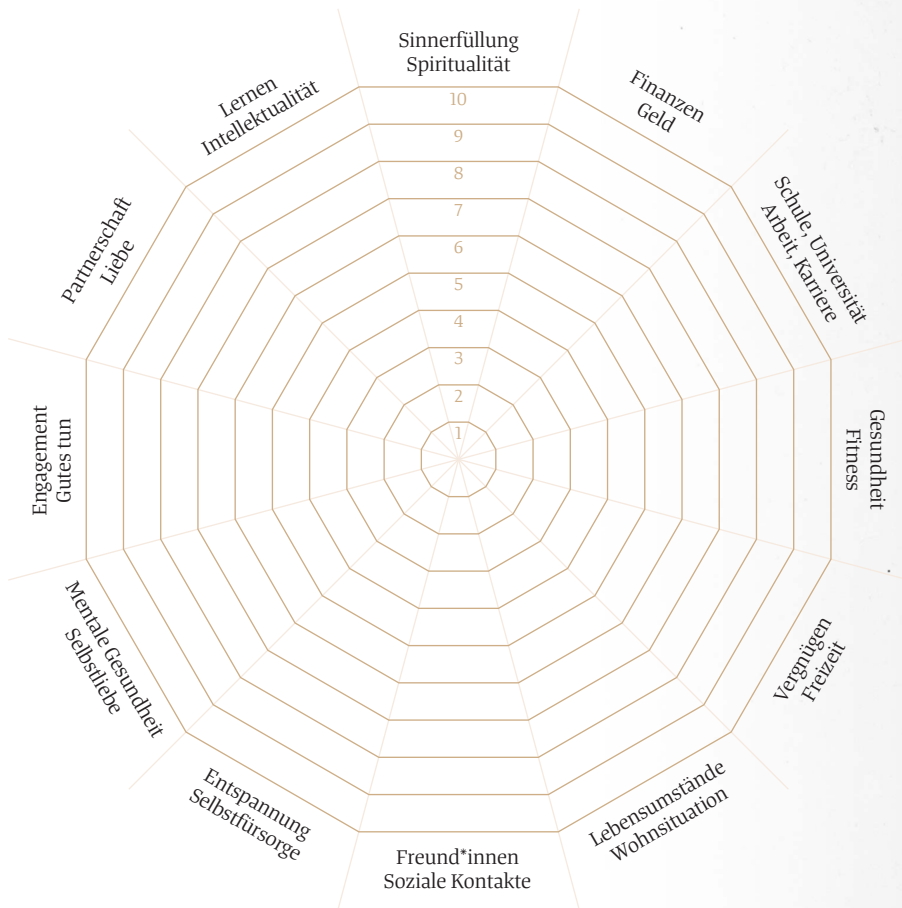 Sinnerfüllung
Spiritualität
Finanzen
Geld
Schule, Universität
Arbeit, Karriere
Gesundheit
Fitness
Vergnügen
Freizeit
Lebensumstände
Wohnsituation
Freund*innen
Soziale Kontakte
Entspannung
Selbstfürsorge
Mentale Gesundheit
Selbstliebe
Engagement
Gutes tun
Partnerschaft
Liebe
Lernen
Intellektualität
10
9
8
7
6
5
4
3
2
1